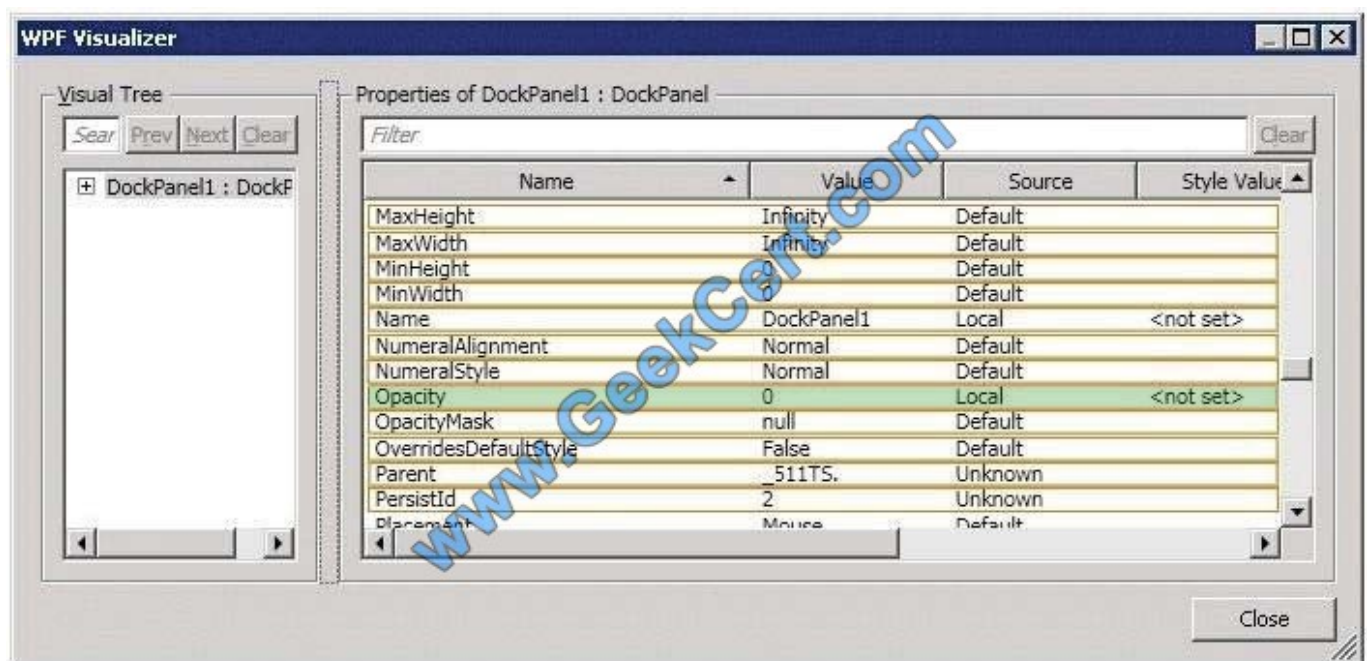 WPF Visualizer
Visual Tree
Sear Prev Next Clear
DockPanel1 : DockP
Properties of DockPanel1 : DockPanel
Filter Clear
Name Value Source Style Value
MaxHeight Infinity Default
MaxWidth Infinity Default
MinHeight 0 Default
MinWidth 0 Default
Name DockPanel1 Local <not set>
NumeralAlignment Normal Default
NumeralStyle Normal Default
Opacity 0 Local <not set>
OpacityMask null Default
OverridesDefaultStyle False Default
Parent _511TS. Unknown
PersistId 2 Unknown
Placement Mouse Default
Close
www.GeekCert.com